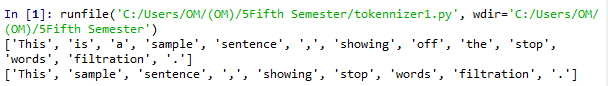 In [1]: runfile('C:/Users/OM/(OM)/5Fifth Semester/tokennizer1.py', wdir='C:/Users/OM/
(OM)/5Fifth Semester')
['This', 'is', 'a', 'sample', 'sentence', ',', 'showing', 'off', 'the', 'stop',
'words', 'filtration', '.']
['This', 'sample', 'sentence', ',', 'showing', 'stop', 'words', 'filtration', '.']